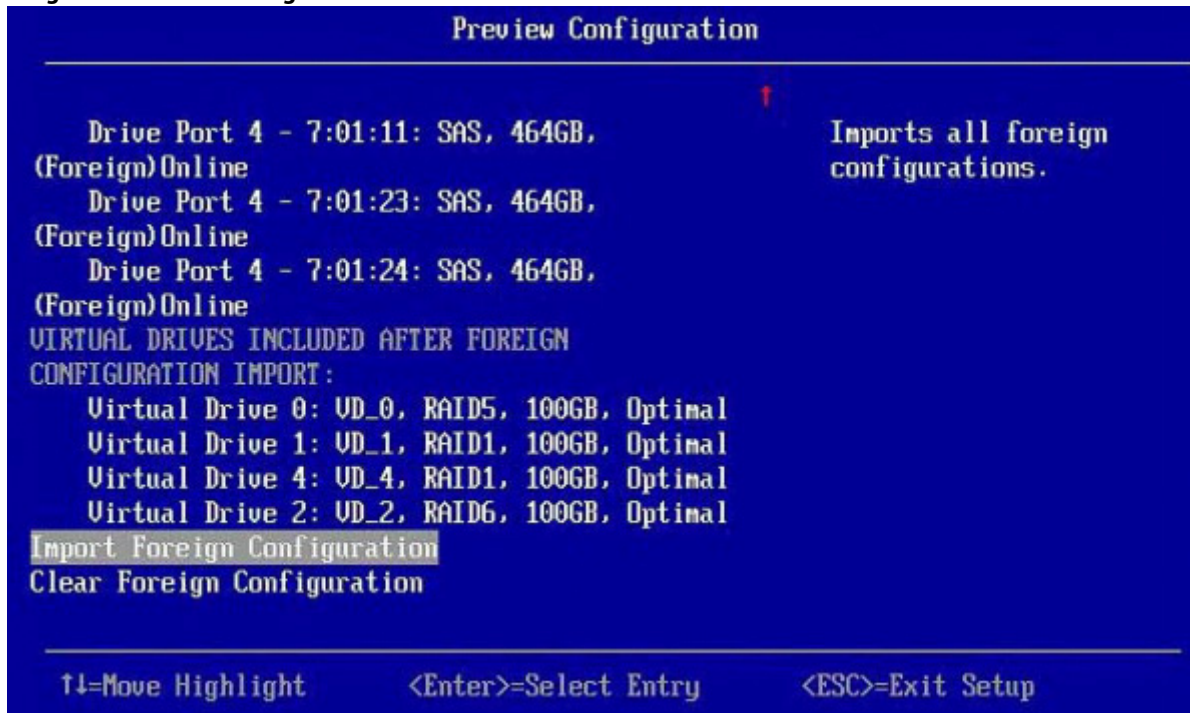 Preview Configuration
↑
Drive Port 4 - 7:01:11: SAS, 464GB,
(Foreign)Online
Drive Port 4 - 7:01:23: SAS, 464GB,
(Foreign)Online
Drive Port 4 - 7:01:24: SAS, 464GB,
(Foreign)Online
VIRTUAL DRIVES INCLUDED AFTER FOREIGN
CONFIGURATION IMPORT:
Virtual Drive 0: VD_0, RAID5, 100GB, Optimal
Virtual Drive 1: VD_1, RAID1, 100GB, Optimal
Virtual Drive 4: VD_4, RAID1, 100GB, Optimal
Virtual Drive 2: VD_2, RAID6, 100GB, Optimal
Import Foreign Configuration
Clear Foreign Configuration
Imports all foreign
configurations.
↑↓=Move Highlight <Enter>=Select Entry <ESC>=Exit Setup